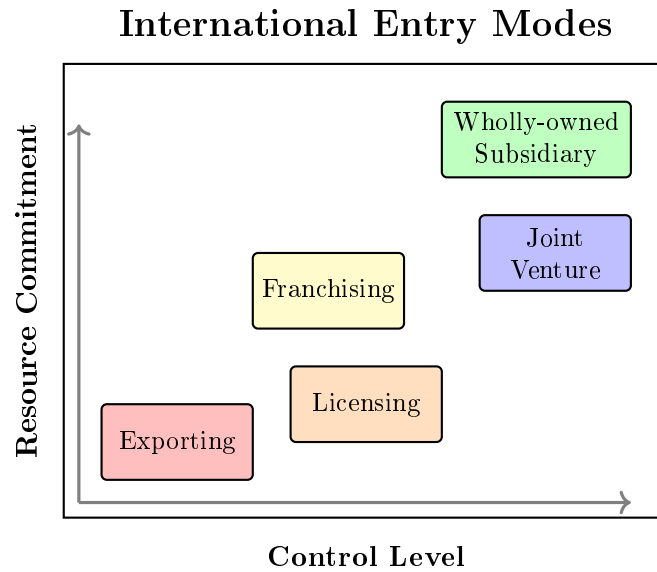 International Entry Modes
Wholly-owned
Subsidiary
Joint
Venture
Franchising
Licensing
Exporting
Resource Commitment
Control Level